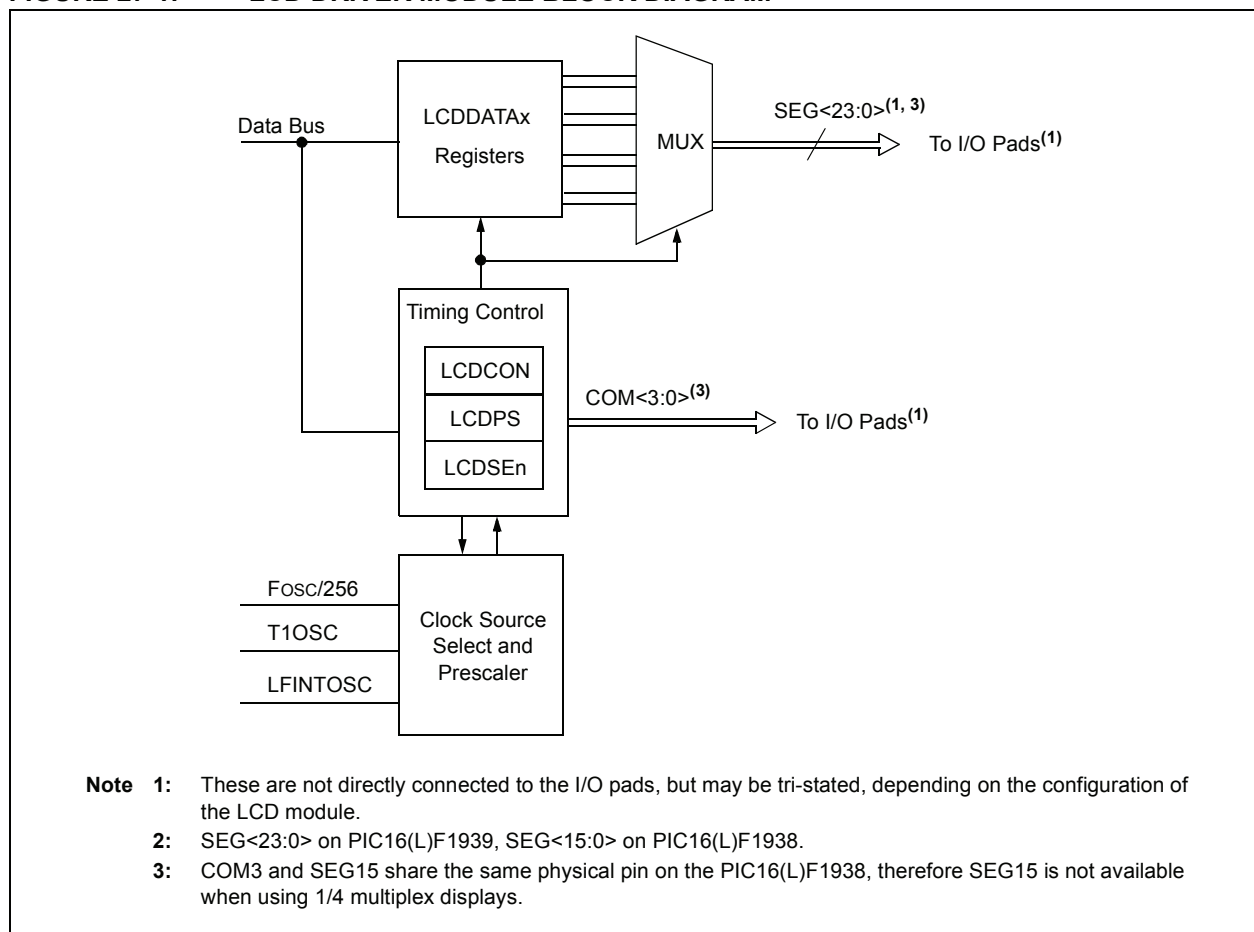 Data Bus
LCDDATAx
Registers
MUX
SEG<23:0>(1, 3)
To I/O Pads(1)
Timing Control
LCDCON
LCDPS
LCDSEn
COM<3:0>(3)
To I/O Pads(1)
FOSC/256
T1OSC
LFINTOSC
Clock Source
Select and
Prescaler
Note 1: These are not directly connected to the I/O pads, but may be tri-stated, depending on the configuration of
the LCD module.
2: SEG<23:0> on PIC16(L)F1939, SEG<15:0> on PIC16(L)F1938.
3: COM3 and SEG15 share the same physical pin on the PIC16(L)F1938, therefore SEG15 is not available
when using 1/4 multiplex displays.